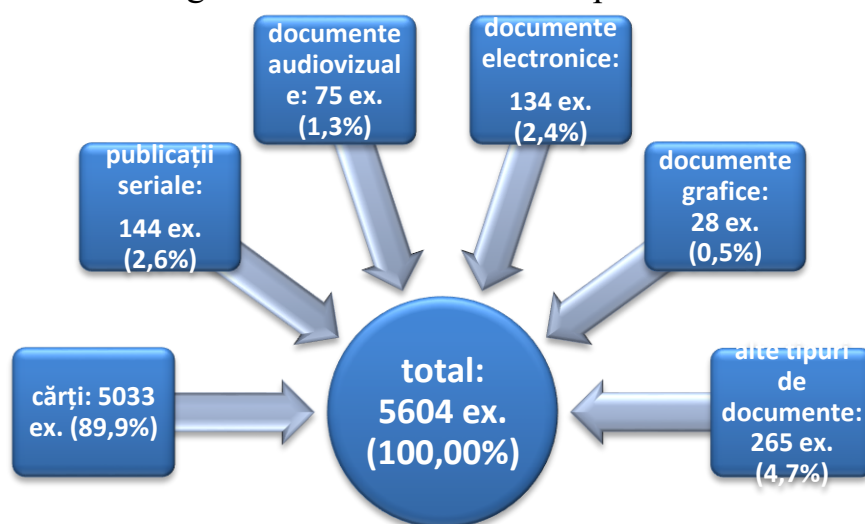 documente
audiovizual
e: 75 ex.
(1,3%)
documente
electronice:
134 ex.
(2,4%)
publicații
seriale:
144 ex.
(2,6%)
documente
grafice:
28 ex.
(0,5%)
cărți: 5033
ex. (89,9%)
total:
5604 ex.
(100,00%)
alte tipuri
de
documente:
265 ex.
(4,7%)